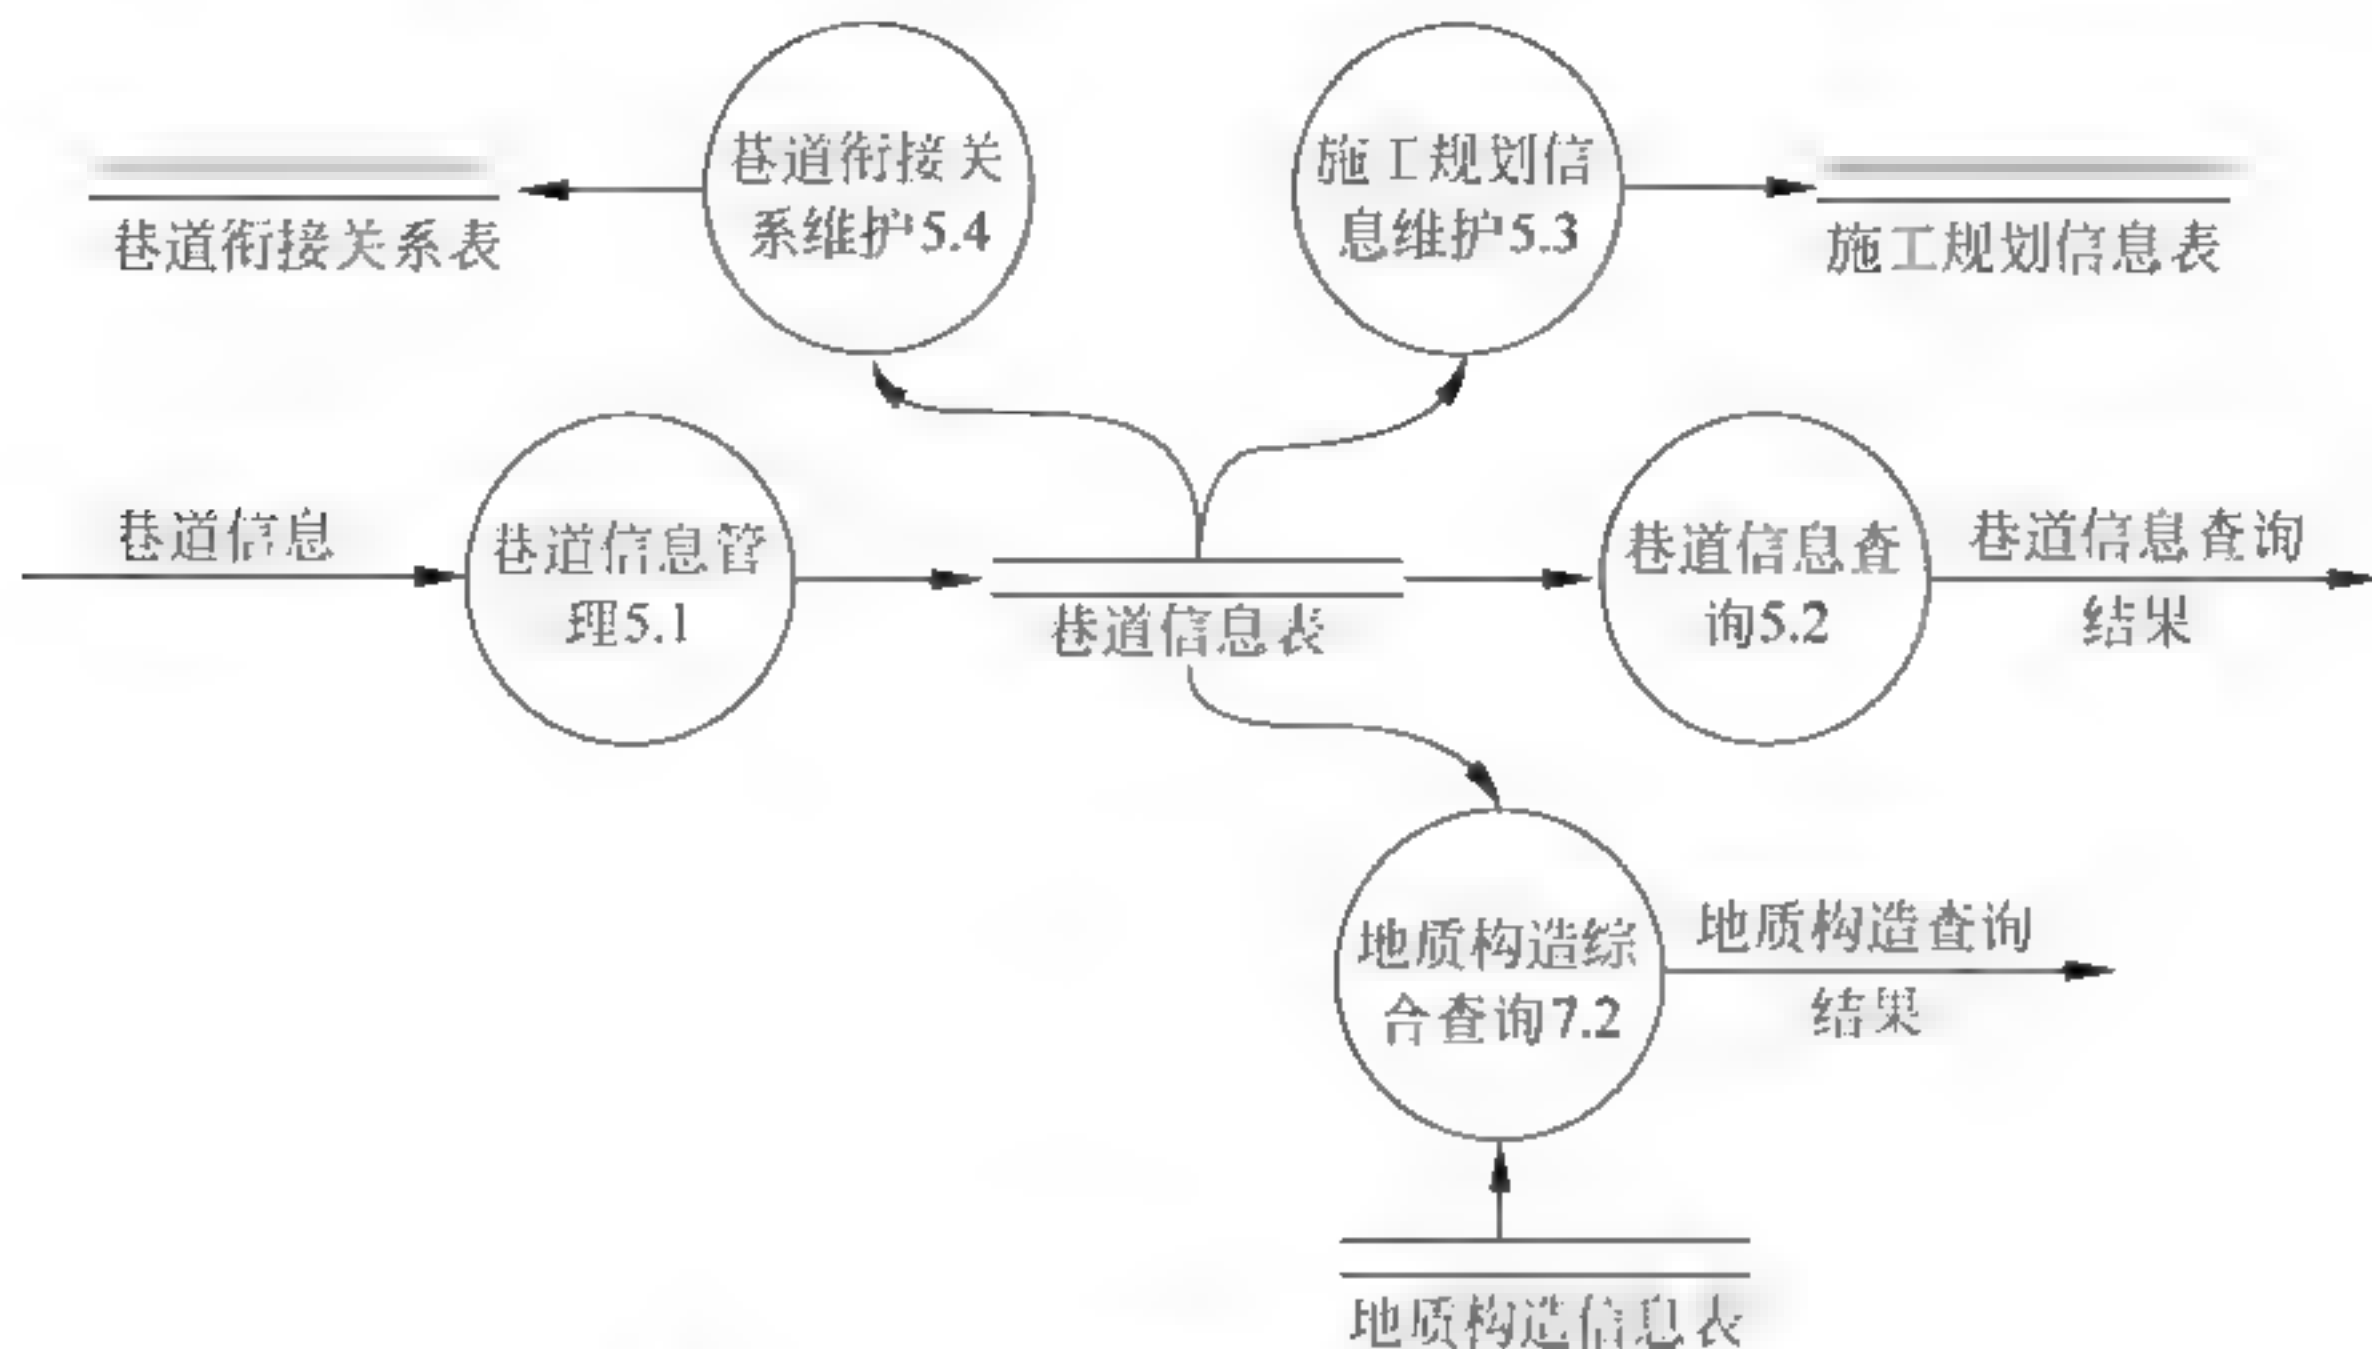 巷道衔接关
系维护5.4
施工规划信
息维护5.3
巷道衔接关系表
施工规划信息表
巷道信息
巷道信息管
理5.1
巷道信息表
巷道信息查
询5.2
巷道信息查询
结果
地质构造综
合查询7.2
地质构造查询
结果
地质构造信息表